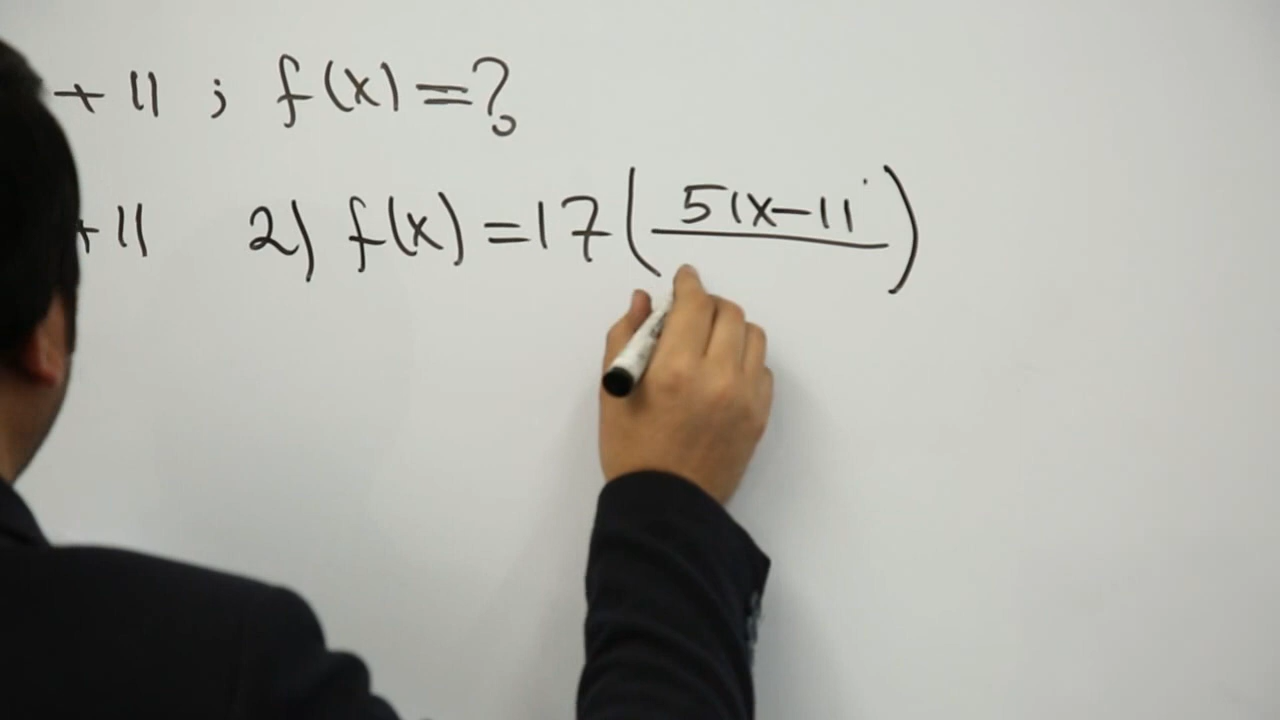 + 11 ; f(x) = ?
+ 11 2) f(x) = 17 ( 51x - 11 )